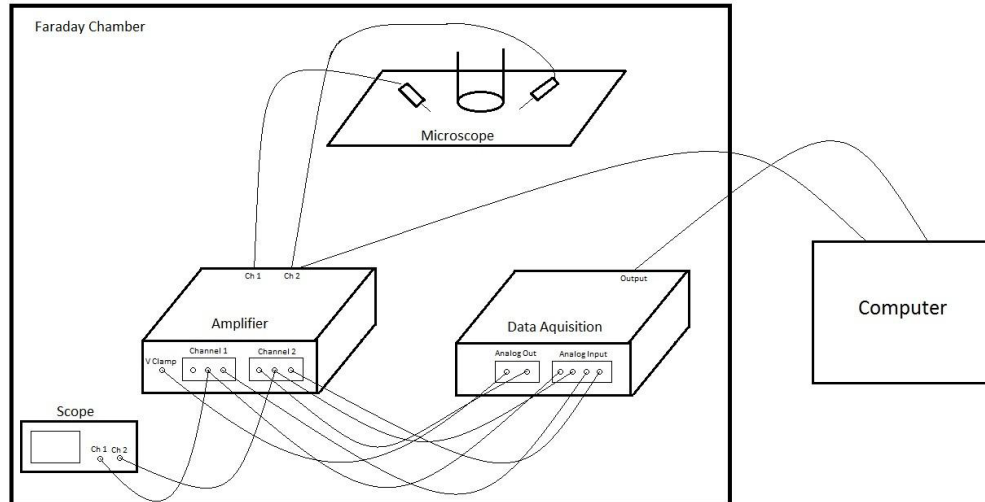 Faraday Chamber
Microscope
Ch 1 Ch 2
Output
Amplifier
Data Aquisition
Computer
V Clamp Channel 1 Channel 2
Analog Out Analog Input
Scope
Ch 1 Ch 2